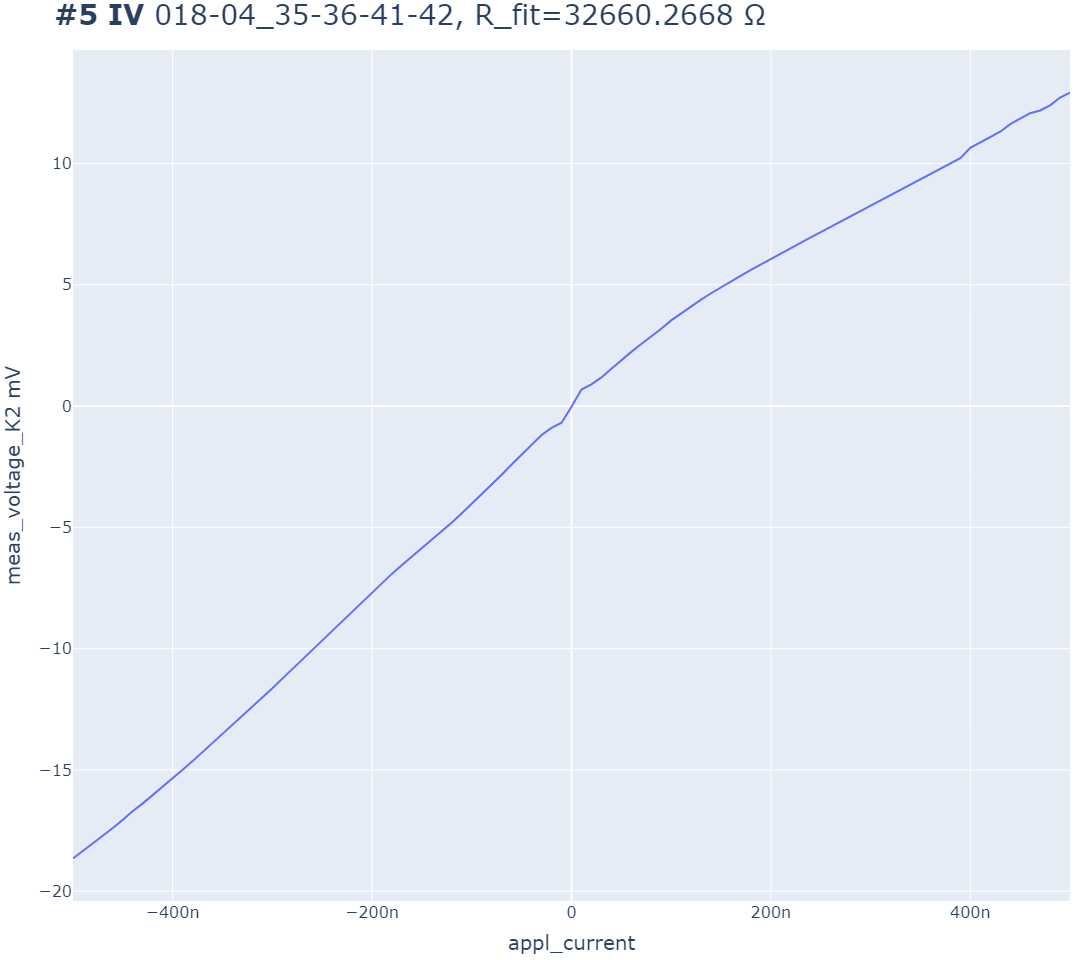 #5 IV 018-04_35-36-41-42, R_fit=32660.2668 Ω
meas_voltage_K2 mV
10
5
0
−5
−10
−15
−20
−400n
−200n
0
200n
400n
appl_current